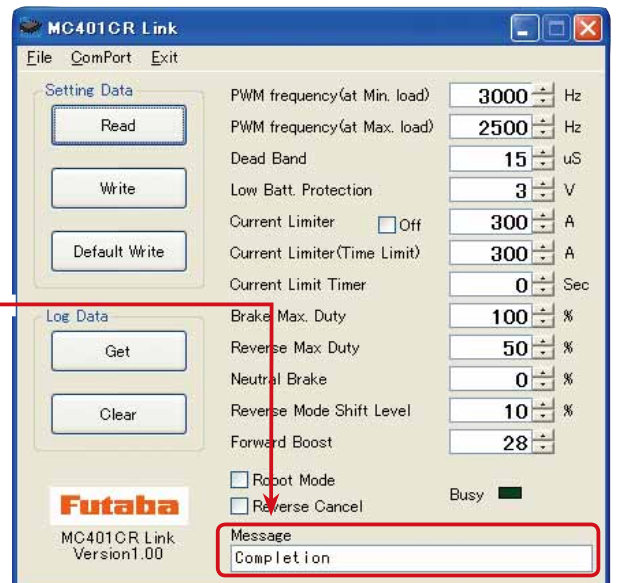 MC401CR Link
File ComPort Exit
Setting Data
Read
Write
Default Write
Log Data
Get
Clear
Futaba
MC401CR Link
Version1.00
PWM frequency(at Min. load) 3000 Hz
PWM frequency(at Max. load) 2500 Hz
Dead Band 15 uS
Low Batt. Protection 3 V
Current Limiter Off 300 A
Current Limiter(Time Limit) 300 A
Current Limit Timer 0 Sec
Brake Max. Duty 100 %
Reverse Max Duty 50 %
Neutral Brake 0 %
Reverse Mode Shift Level 10 %
Forward Boost 28
Robot Mode
Reverse Cancel
Busy
Message
Completion